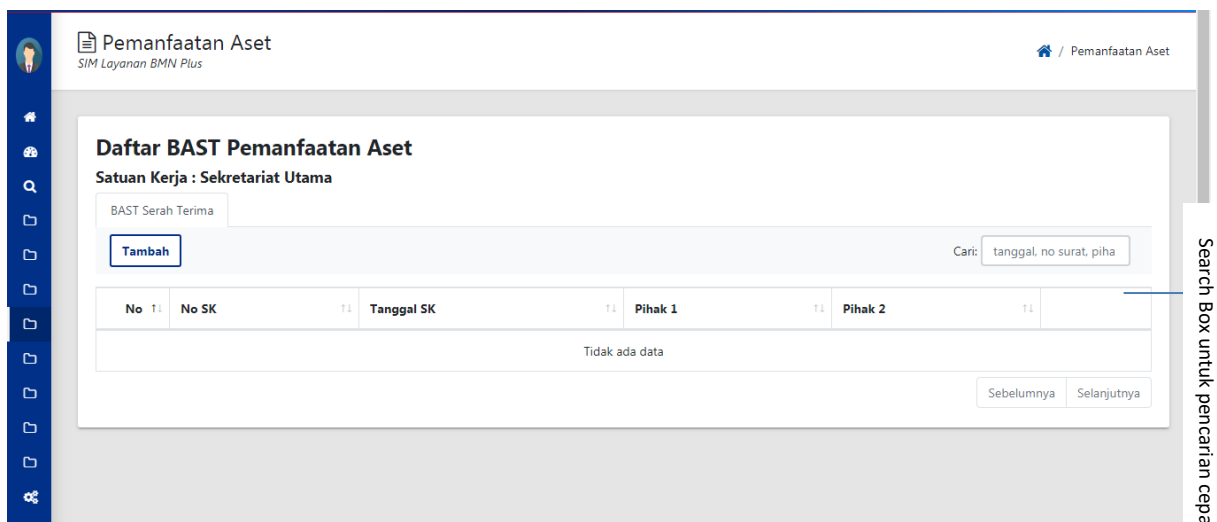 Pemanfaatan Aset
SIM Layanan BMN Plus
/ Pemanfaatan Aset
Daftar BAST Pemanfaatan Aset
Satuan Kerja : Sekretariat Utama
BAST Serah Terima
Tambah
Cari: tanggal, no surat, piha
No No SK Tanggal SK Pihak 1 Pihak 2
Tidak ada data
Sebelumnya Selanjutnya
Search Box untuk pencarian cepa